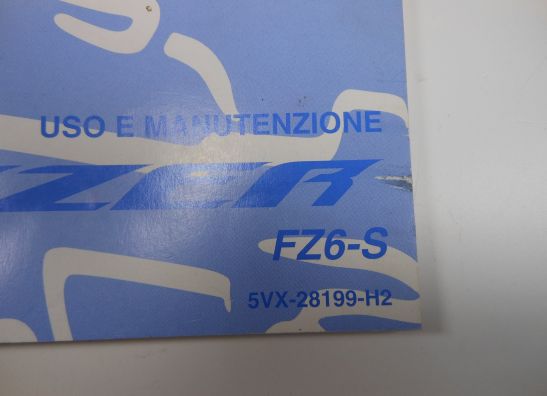 USO E MANUTENZIONE
FZ6-S
5VX-28199-H2